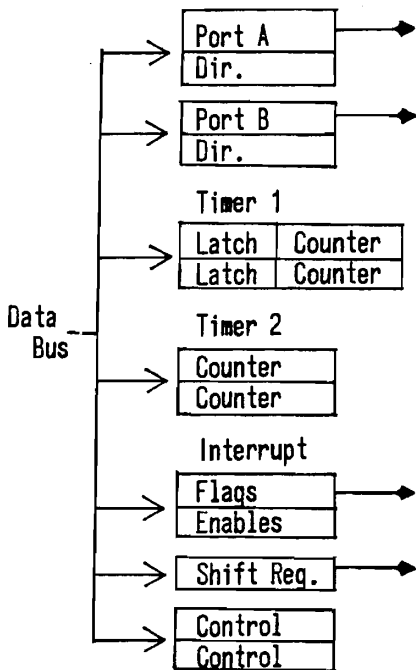 Port A
Dir.
Port B
Dir.
Timer 1
Latch Counter
Latch Counter
Data
Bus
Timer 2
Counter
Counter
Interrupt
Flags
Enables
Shift Reg.
Control
Control